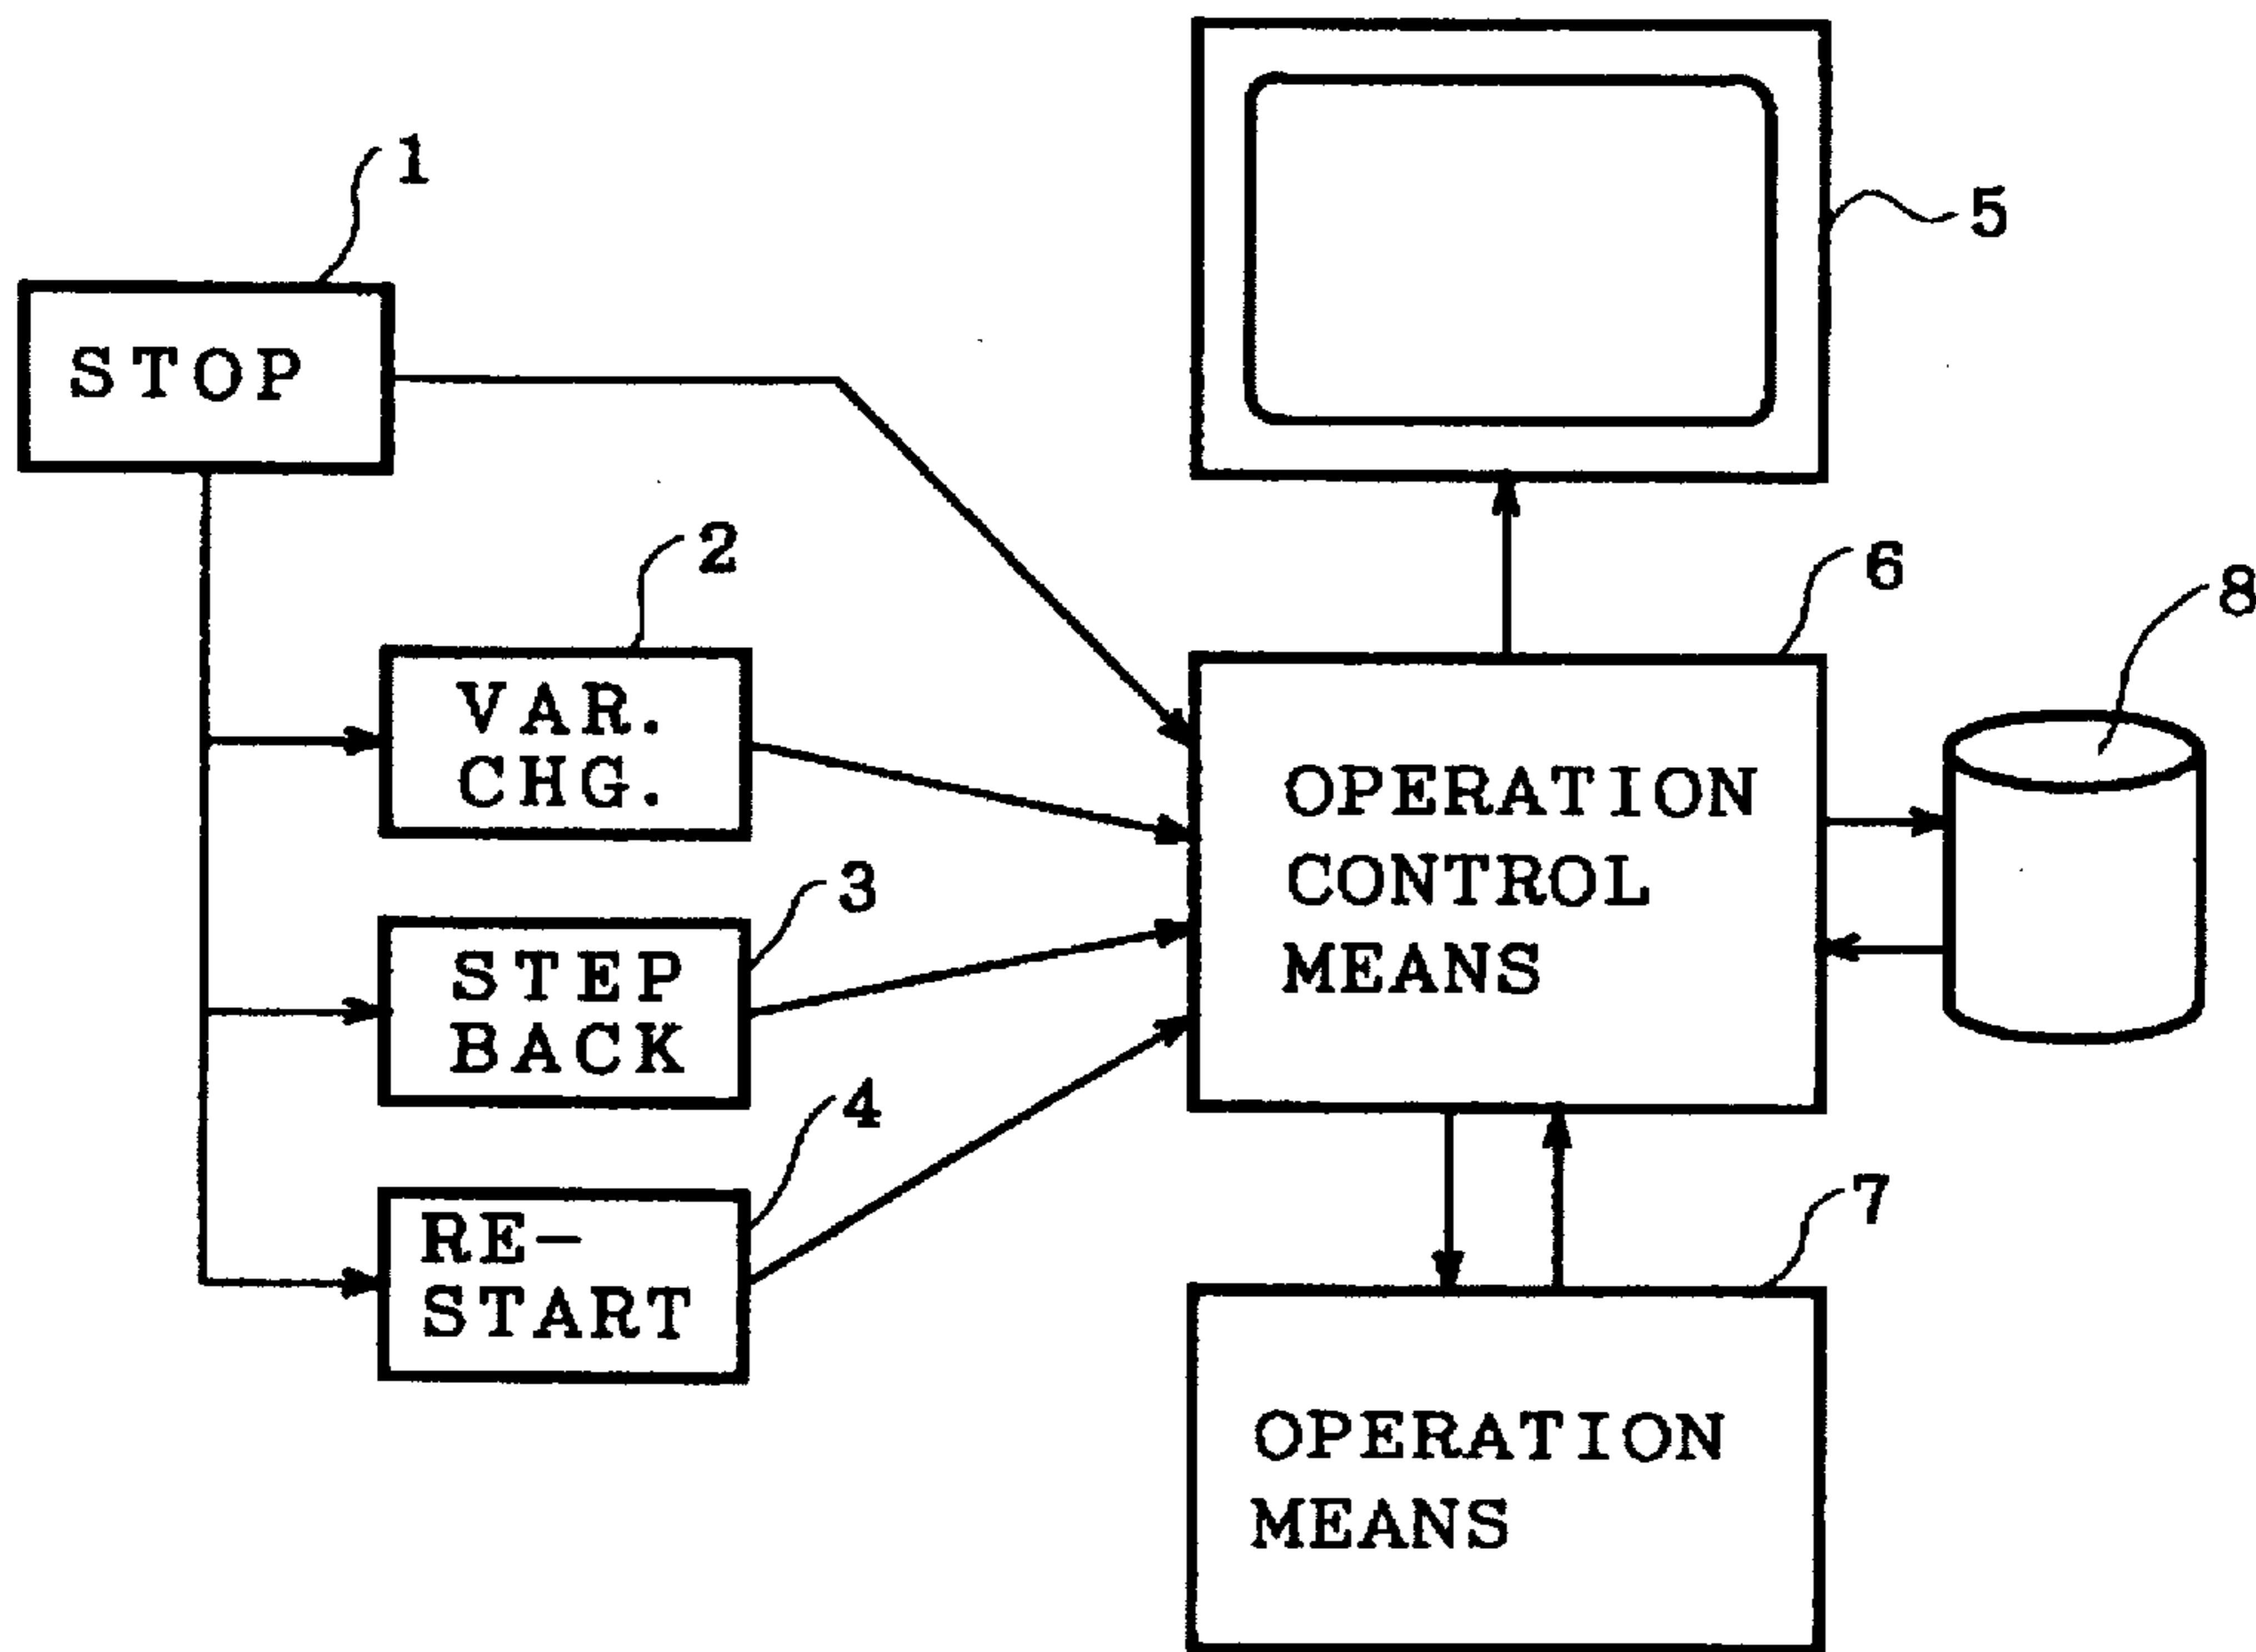 1
STOP
5
2
VAR.
CHG.
6
8
OPERATION
CONTROL
MEANS
3
STEP
BACK
4
RE-
START
7
OPERATION
MEANS